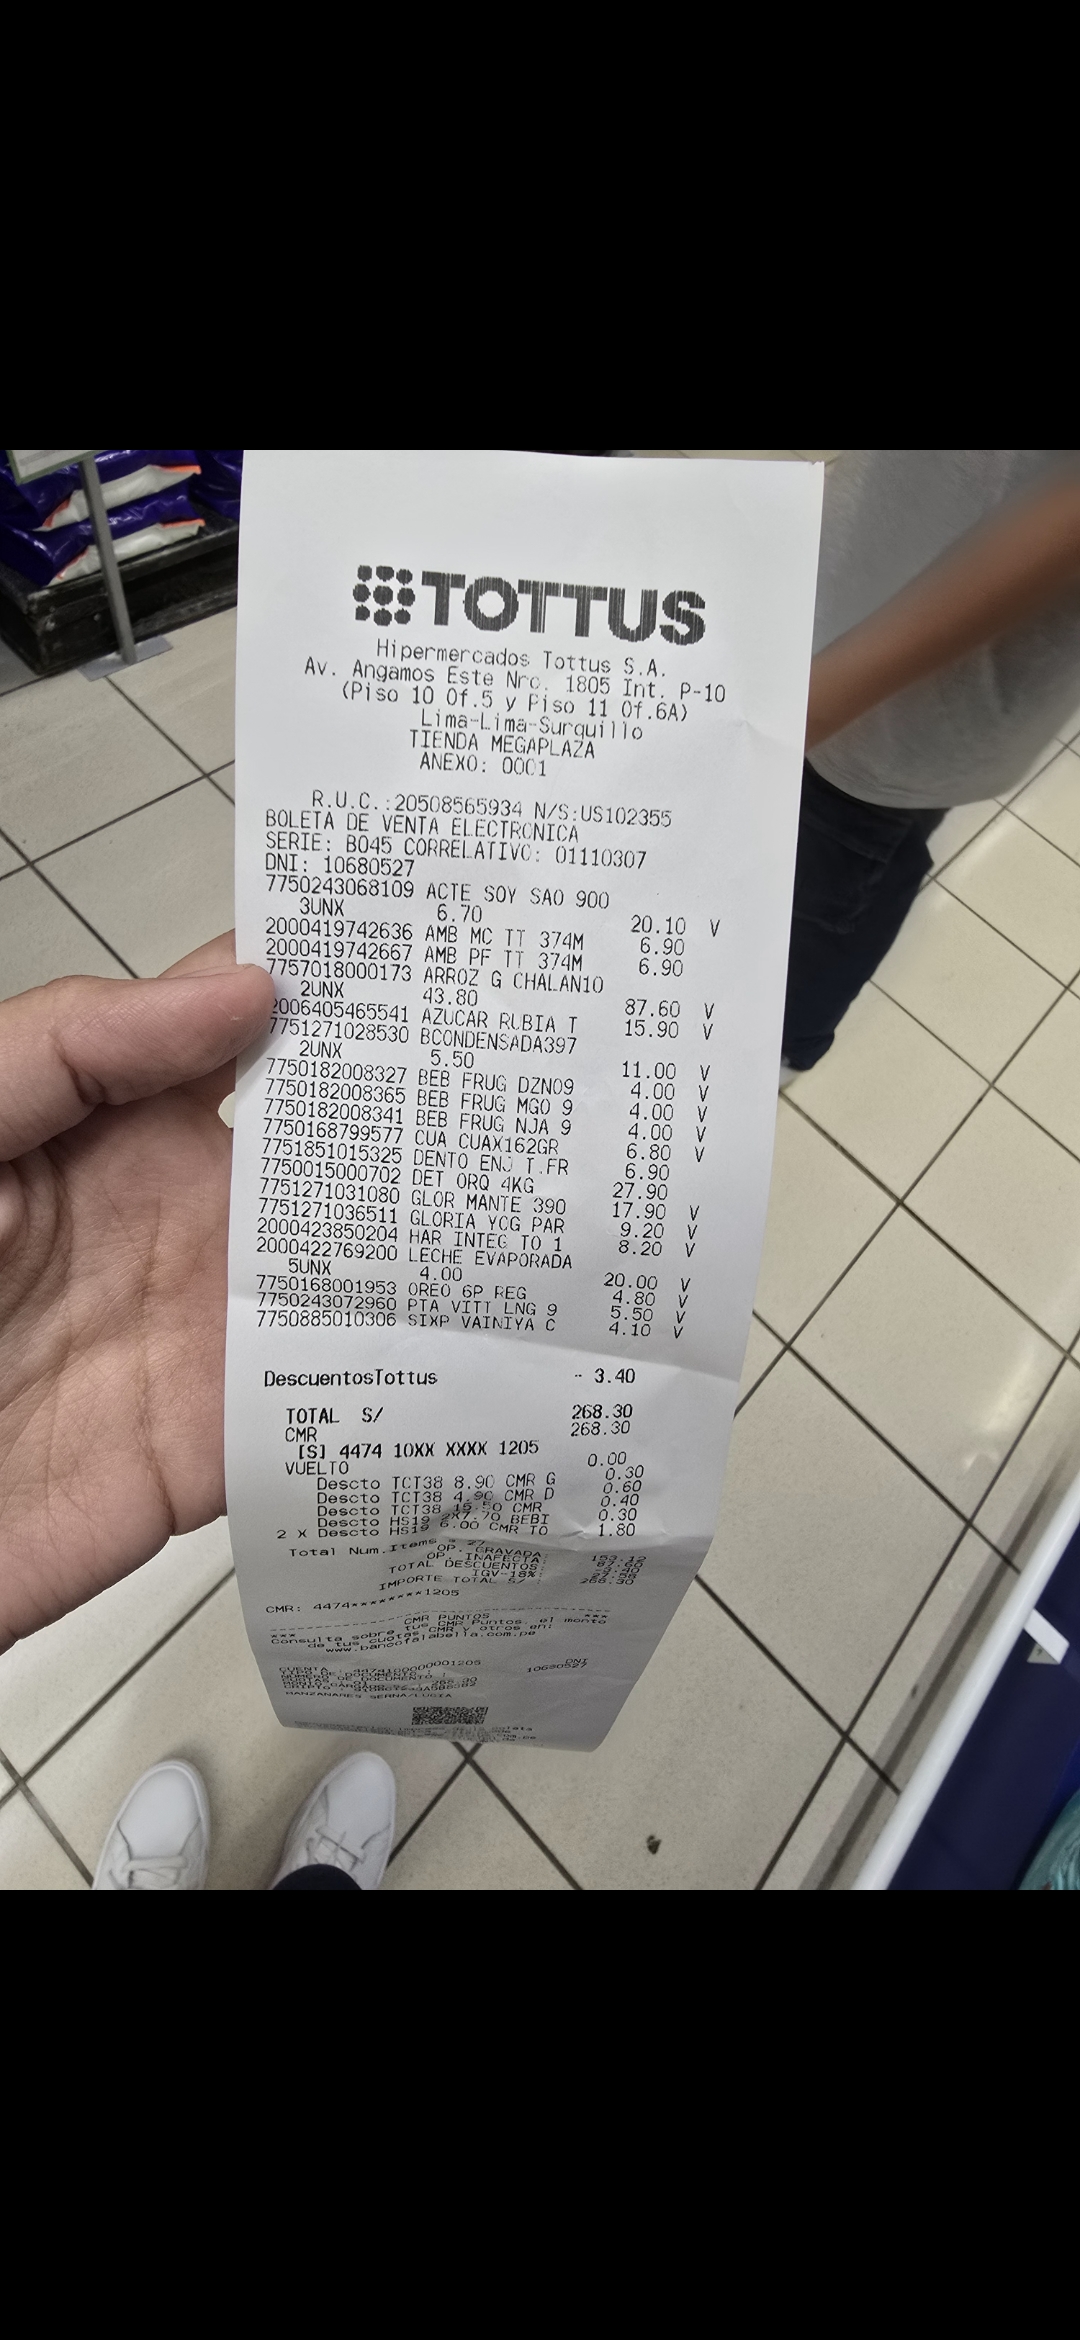 TOTTUS
Hipermercados Tottus S.A.
Av. Angamos Este Nro. 1805 Int. P-10
(Piso 10 Of.5 y Piso 11 Of.6A)
Lima-Lima-Surquillo
TIENDA MEGAPLAZA
ANEXO: 0001
R.U.C.:20508565934 N/S:US102355
BOLETA DE VENTA ELECTRONICA
SERIE: B045 CORRELATIVO: 01110307
DNI: 10680527
7750243068109 ACTE SOY SAO 900
3UNX 6.70 20.10 V
2000419742636 AMB MC TT 374M 6.90
2000419742667 AMB PF TT 374M 6.90
7757018000173 ARROZ G CHALAN10
2UNX 43.80 87.60 V
2006405465541 AZUCAR RUBIA T 15.90 V
7751271028530 BCONDENSADA397
2UNX 5.50 11.00 V
7750182008327 BEB FRUG DZN09 4.00 V
7750182008365 BEB FRUG MGO 9 4.00 V
7750182008341 BEB FRUG NJA 9 4.00 V
7750168799577 CUA CUAX162GR 6.80 V
7751851015325 DENTO ENJ T.FR 6.90
7750015000702 DET ORQ 4KG 27.90
7751271031080 GLOR MANTE 390 17.90 V
7751271036511 GLORIA YOG PAR 9.20 V
2000423850204 HAR INTEG TO 1 8.20 V
2000422769200 LECHE EVAPORADA
5UNX 4.00 20.00 V
7750168001953 OREO 6P REG 4.80 V
7750243072960 PTA VITT LNG 9 5.50 V
7750885010306 SIXP VAINIYA C 4.10 V
DescuentosTottus - 3.40
TOTAL S/ 268.30
CMR 268.30
[S] 4474 10XX XXXX 1205
VUELTO 0.00
Descto TCT38 8.90 CMR G 0.30
Descto TCT38 4.90 CMR D 0.60
Descto TCT38 15.50 CMR 0.40
Descto HS19 2X7.70 BEBI 0.30
2 X Descto HS19 6.00 CMR TO 1.80
Total Num.Items = 27
OP. GRAVADA:
OP. INAFECTA:
TOTAL DESCUENTOS:
IGV-18%:
IMPORTE TOTAL S/ : 268.30
CMR: 4474********1205
CMR PUNTOS
*** ***
Consulta sobre tus CMR Puntos, el monto
de tus cuotas CMR y otros en:
www.bancofalabella.com.pe
DNI
10680527
MANZANARES SERNA/LUCIA